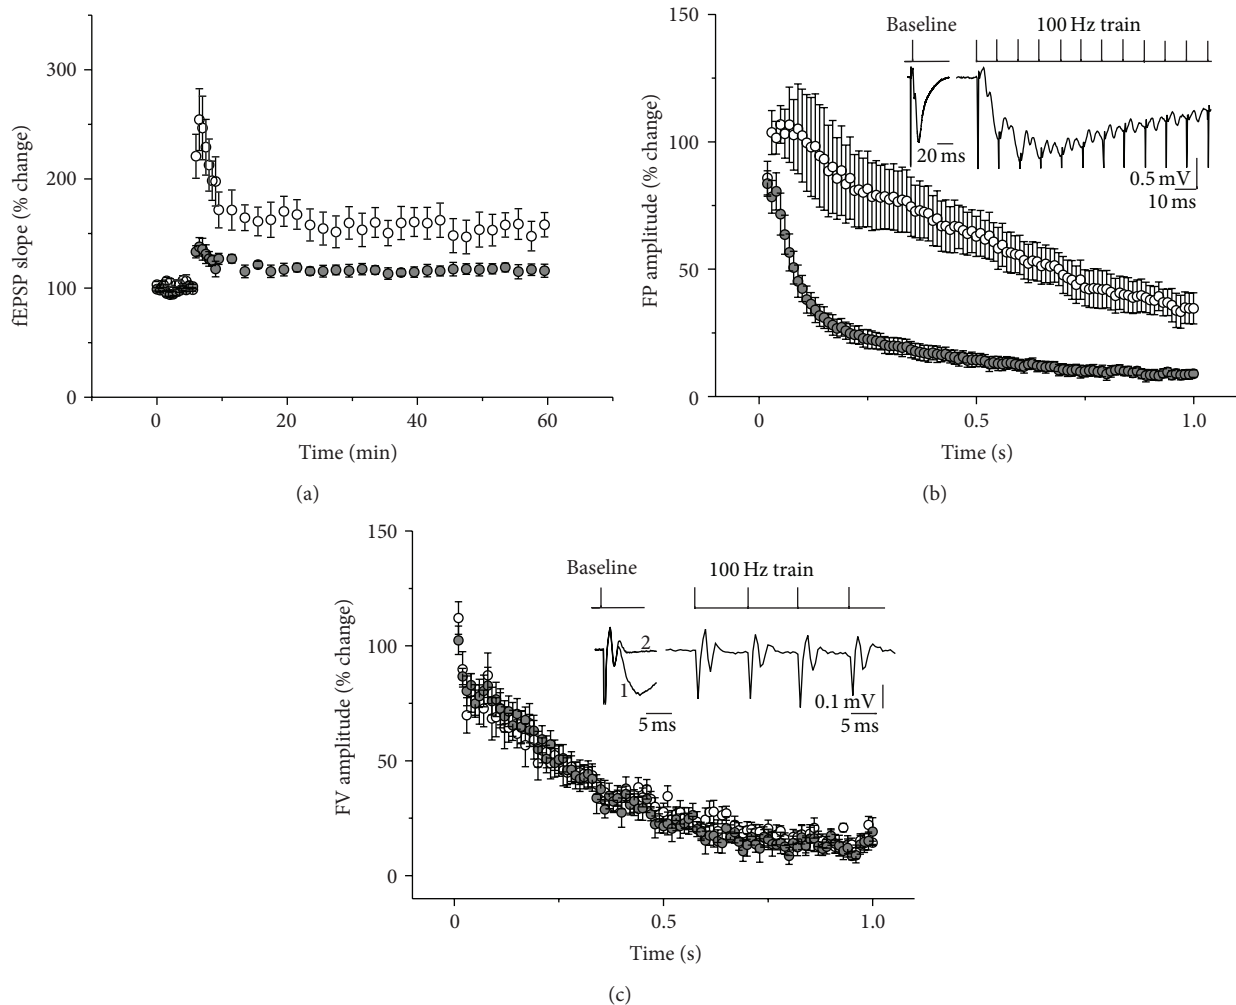 300
250
200
150
100
50
0
fEPSP slope (% change)
0
20
40
60
Time (min)
(a)
150
100
50
0
FP amplitude (% change)
Baseline
100 Hz train
20 ms
0.5 mV
10 ms
0
0.5
1.0
Time (s)
(b)
150
100
50
0
FV amplitude (% change)
Baseline
100 Hz train
2
1
5 ms
0.1 mV
5 ms
0
0.5
1.0
Time (s)
(c)